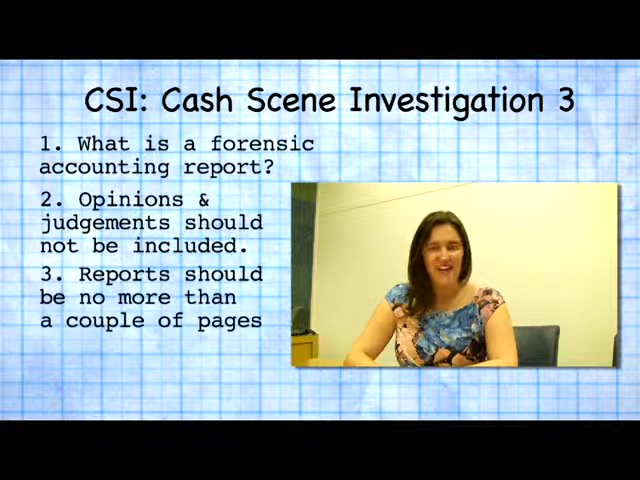 CSI: Cash Scene Investigation 3
1. What is a forensic
accounting report?
2. Opinions &
judgements should
not be included.
3. Reports should
be no more than
a couple of pages